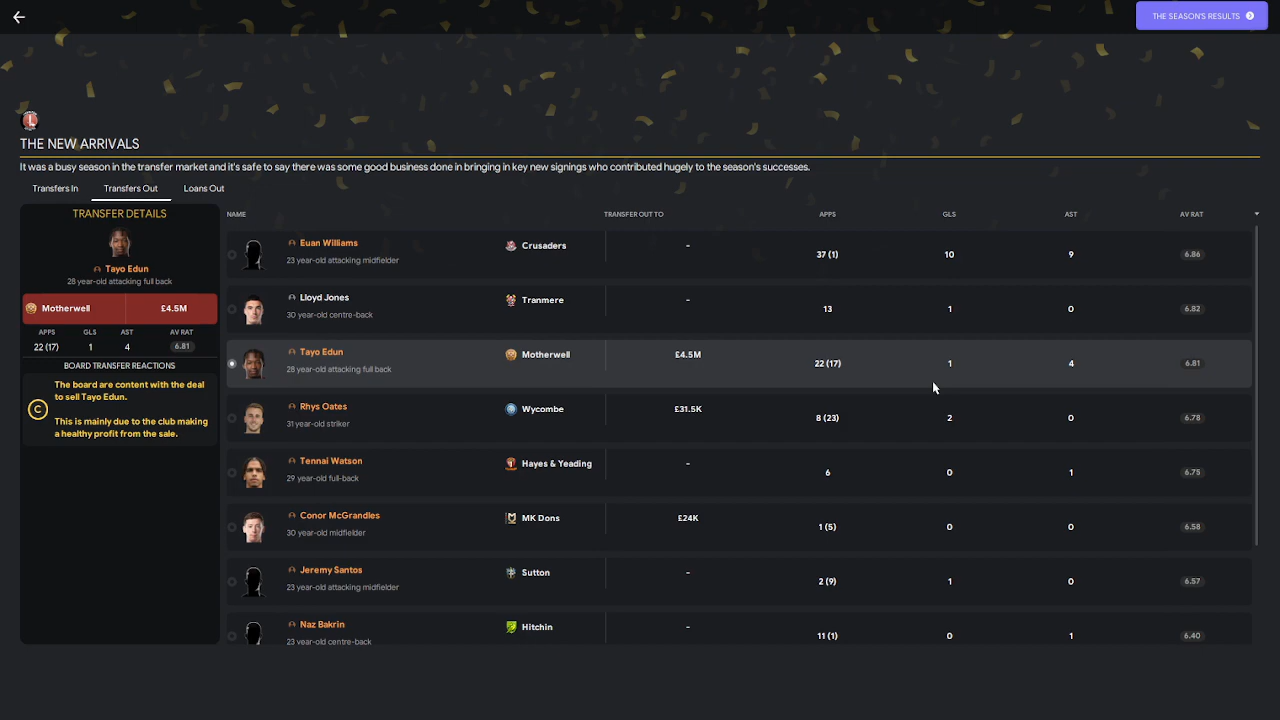 THE SEASON'S RESULTS
THE NEW ARRIVALS
It was a busy season in the transfer market and it's safe to say there was some good business done in bringing in key new signings who contributed hugely to the season's successes.
Transfers In Transfers Out Loans Out
TRANSFER DETAILS
Tayo Edun
28 year-old attacking full back
Motherwell £4.5M
APPS GLS AST AV RAT
22 (17) 1 4 6.81
BOARD TRANSFER REACTIONS
C
The board are content with the deal
to sell Tayo Edun.
This is mainly due to the club making
a healthy profit from the sale.
NAME TRANSFER OUT TO APPS GLS AST AV RAT
Euan Williams Crusaders - 37 (1) 10 9 6.86
23 year-old attacking midfielder
Lloyd Jones Tranmere - 13 1 0 6.82
30 year-old centre-back
Tayo Edun Motherwell £4.5M 22 (17) 1 4 6.81
28 year-old attacking full back
Rhys Oates Wycombe £31.5K 8 (23) 2 0 6.78
31 year-old striker
Tennai Watson Hayes & Yeading - 6 0 1 6.75
29 year-old full-back
Conor McGrandles MK Dons £24K 1 (5) 0 0 6.58
30 year-old midfielder
Jeremy Santos Sutton - 2 (9) 1 0 6.57
23 year-old attacking midfielder
Naz Bakrin Hitchin - 11 (1) 0 1 6.40
23 year-old centre-back